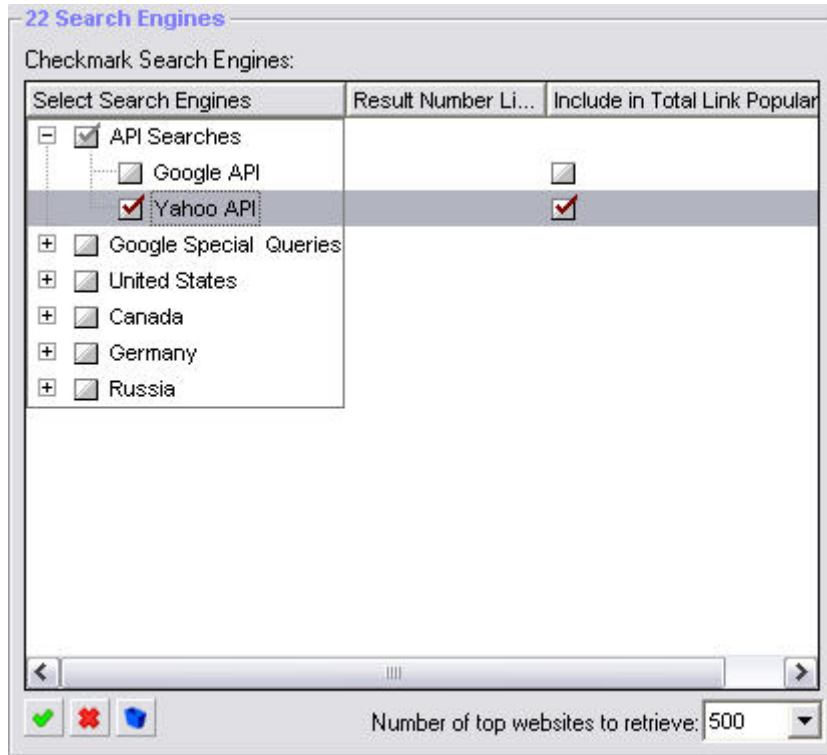 22 Search Engines
Checkmark Search Engines:
Select Search Engines Result Number Li... Include in Total Link Popular
API Searches
Google API
Yahoo API
Google Special Queries
United States
Canada
Germany
Russia
Number of top websites to retrieve: 500